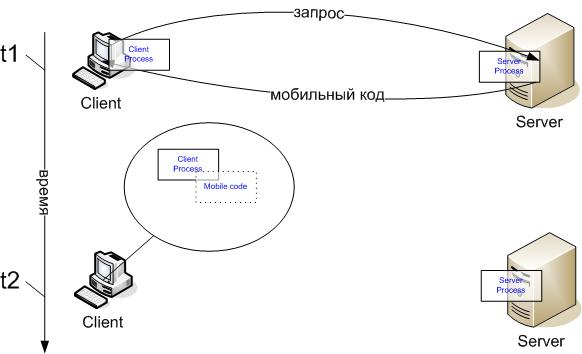 запрос
t1
Client
Process
Server
Process
Client
мобильный код
Server
Client
Process
Mobile code
время
t2
Server
Process
Client
Server